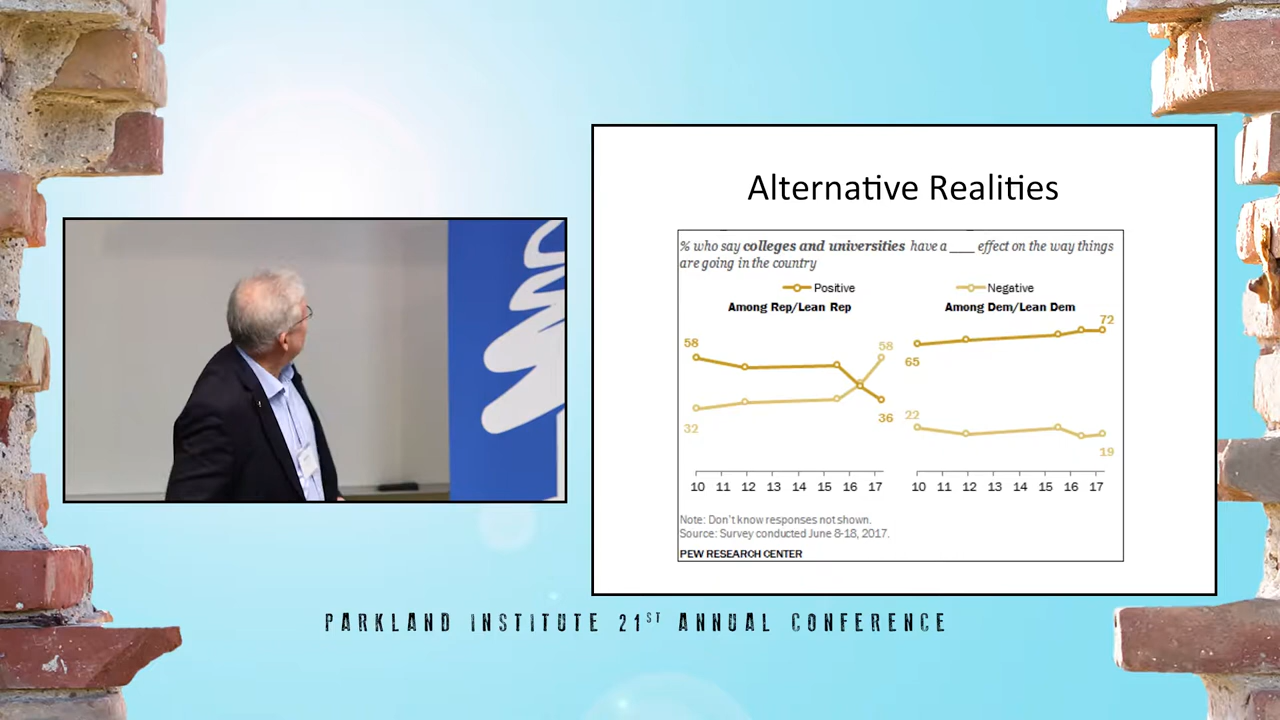 Alternative Realities
% who say colleges and universities have a ____ effect on the way things
are going in the country
Positive
Negative
Among Rep/Lean Rep
Among Dem/Lean Dem
58
58
32
36
10 11 12 13 14 15 16 17
72
65
22
19
10 11 12 13 14 15 16 17
Note: Don't know responses not shown.
Source: Survey conducted June 8-18, 2017.
PEW RESEARCH CENTER
PARKLAND INSTITUTE 21ST ANNUAL CONFERENCE